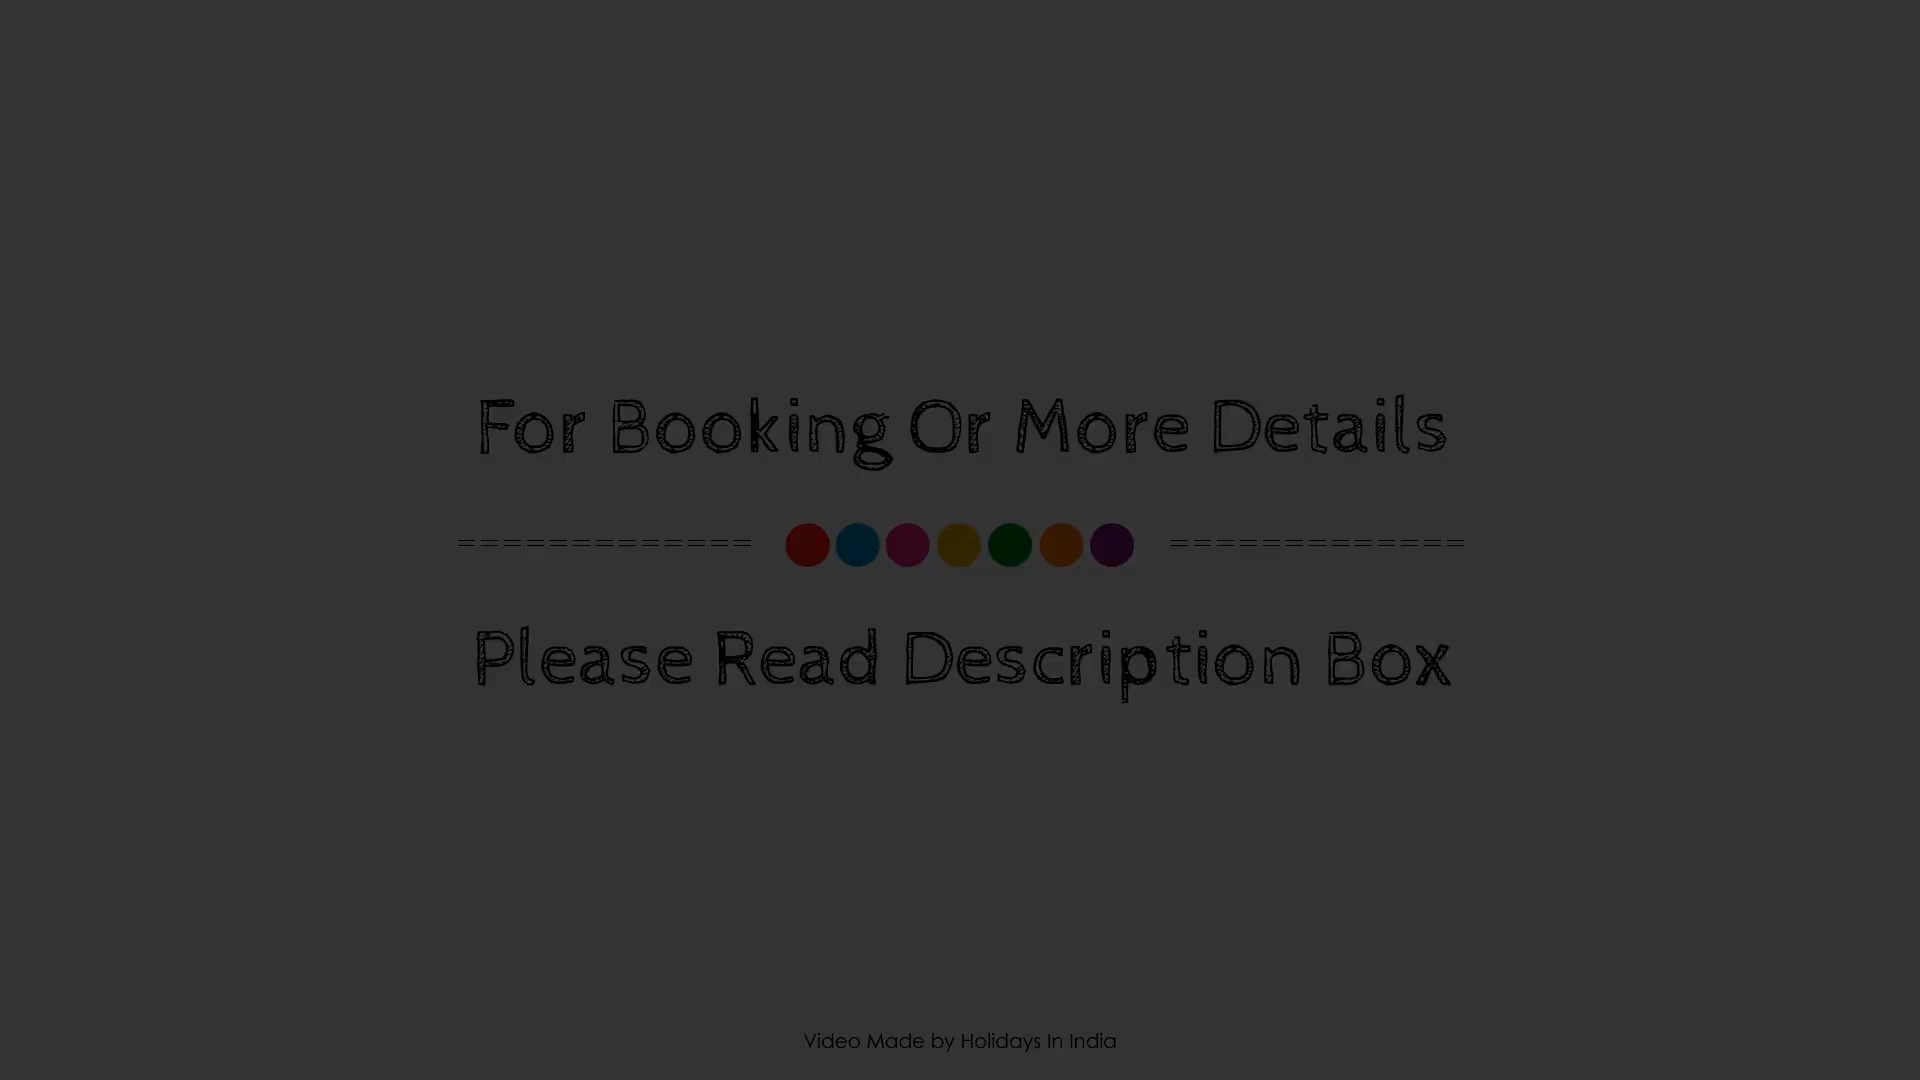 For Booking Or More Details
============= =============
Please Read Description Box
Video Made by Holidays In India